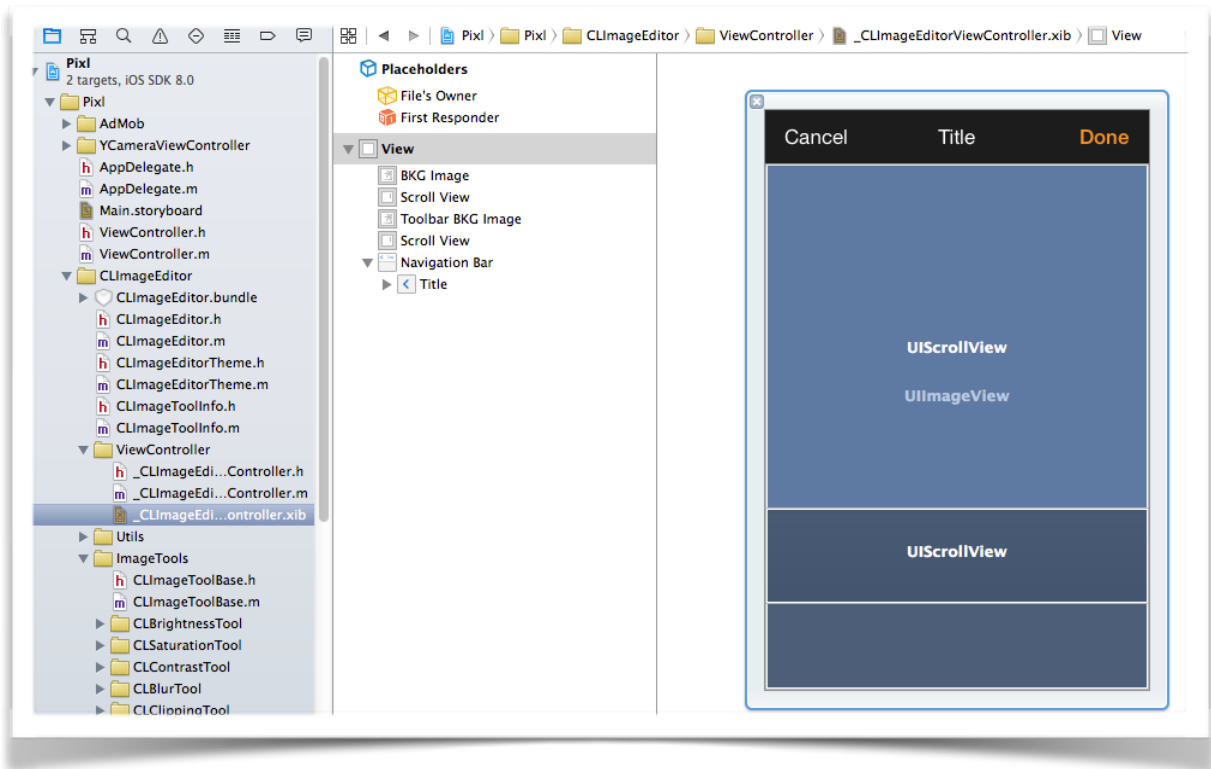 Pixl 〉 Pixl 〉 CLImageEditor 〉 ViewController 〉 _CLImageEditorViewController.xib 〉 View
Pixl
2 targets, iOS SDK 8.0
Pixl
AdMob
YCameraViewController
h AppDelegate.h
m AppDelegate.m
Main.storyboard
h ViewController.h
m ViewController.m
CLImageEditor
CLImageEditor.bundle
h CLImageEditor.h
m CLImageEditor.m
h CLImageEditorTheme.h
m CLImageEditorTheme.m
h CLImageToolInfo.h
m CLImageToolInfo.m
ViewController
h _CLImageEdi...Controller.h
m _CLImageEdi...Controller.m
_CLImageEdi...ontroller.xib
Utils
ImageTools
h CLImageToolBase.h
m CLImageToolBase.m
CLBrightnessTool
CLSaturationTool
CLContrastTool
CLBlurTool
CLClippingTool
Placeholders
File's Owner
First Responder
View
BKG Image
Scroll View
Toolbar BKG Image
Scroll View
Navigation Bar
Title
Cancel Title Done
UIScrollView
UIImageView
UIScrollView